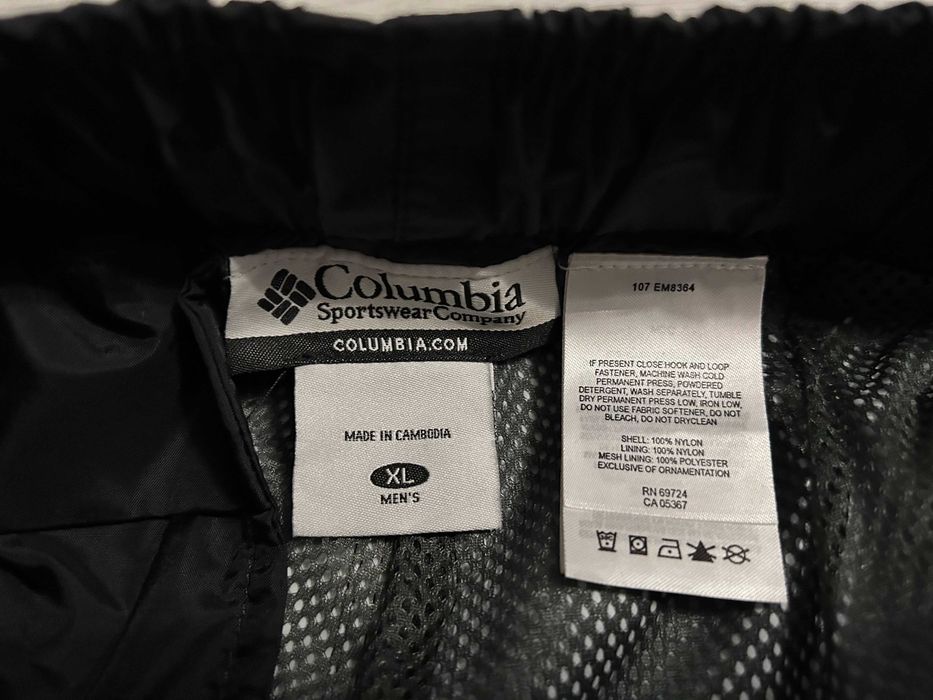 Columbia
Sportswear Company
COLUMBIA.COM
MADE IN CAMBODIA
XL
MEN'S
107 EM8364
IF PRESENT CLOSE HOOK AND LOOP
FASTENER, MACHINE WASH COLD
PERMANENT PRESS, POWDERED
DETERGENT, WASH SEPARATELY, TUMBLE
DRY PERMANENT PRESS LOW, IRON LOW,
DO NOT USE FABRIC SOFTENER, DO NOT
BLEACH, DO NOT DRYCLEAN
SHELL: 100% NYLON
LINING: 100% NYLON
MESH LINING: 100% POLYESTER
EXCLUSIVE OF ORNAMENTATION
RN 69724
CA 05367